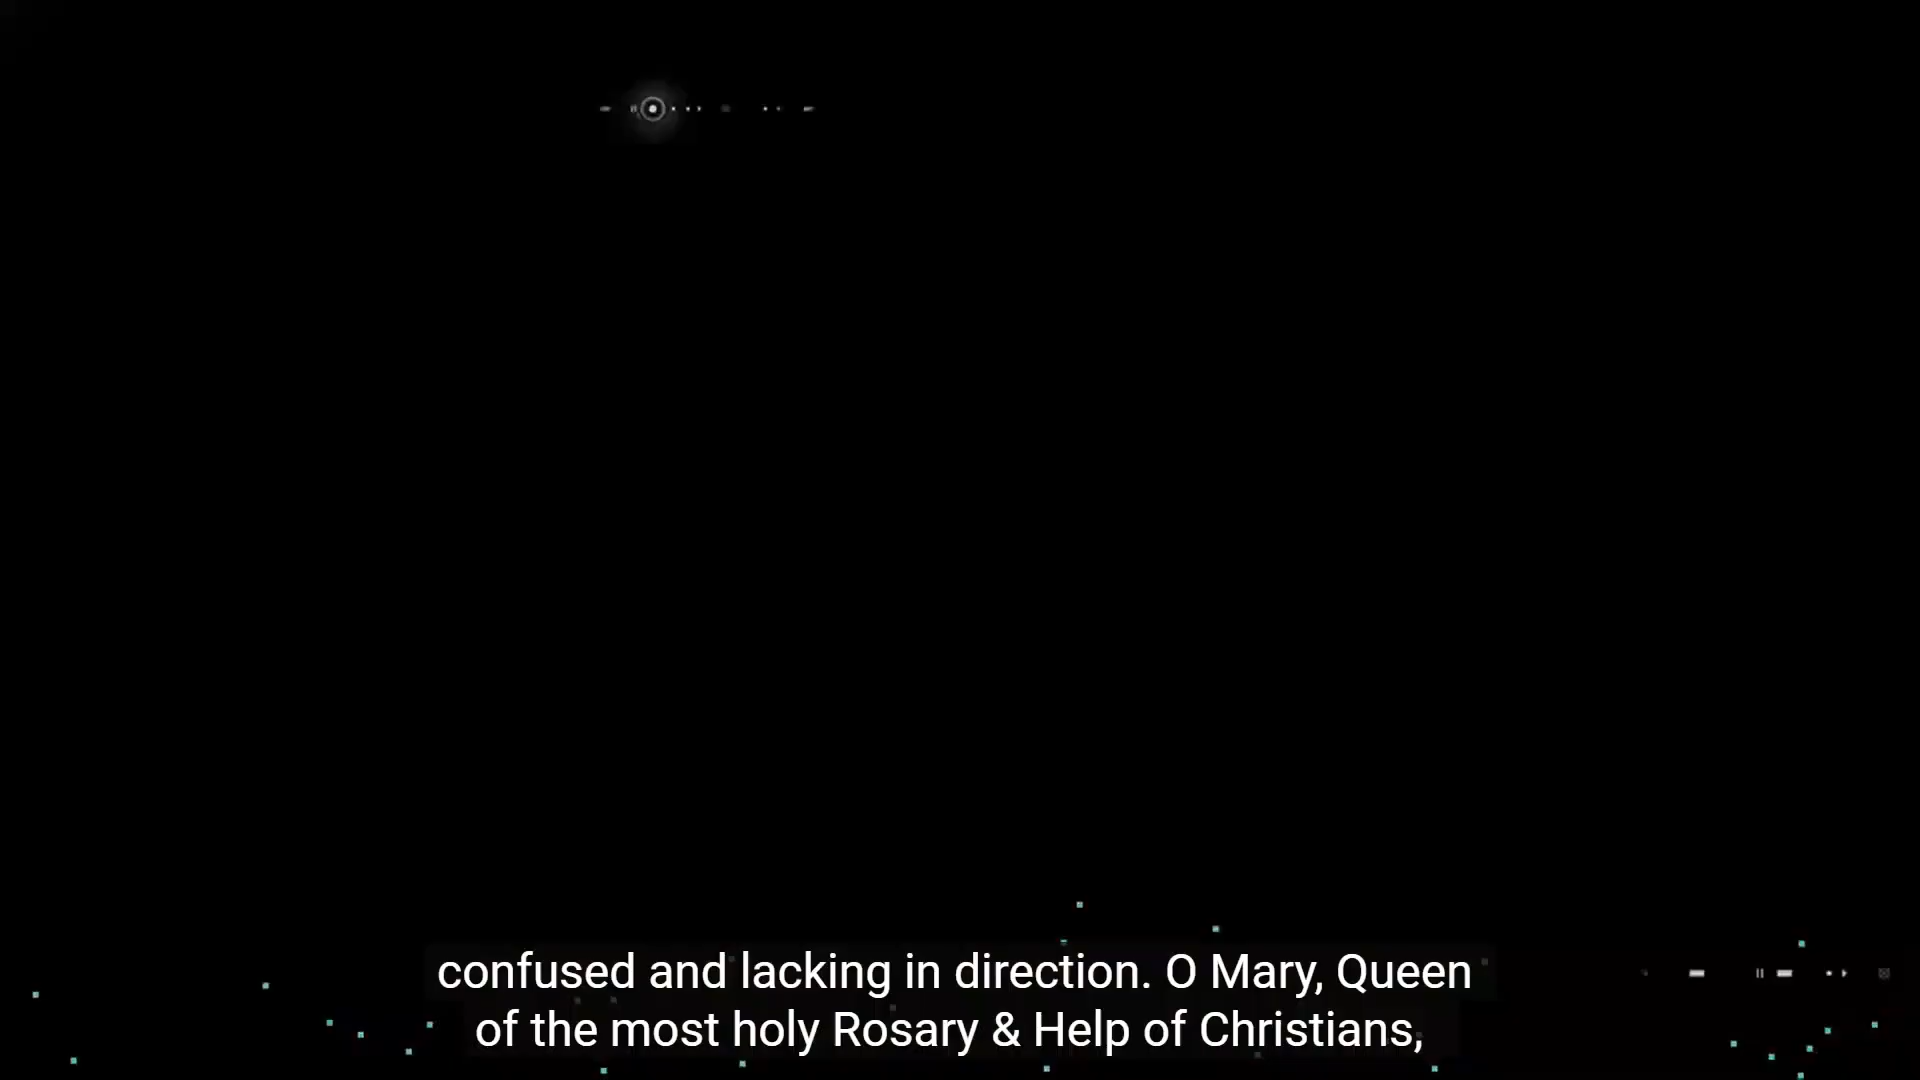 confused and lacking in direction. O Mary, Queen
of the most holy Rosary & Help of Christians,